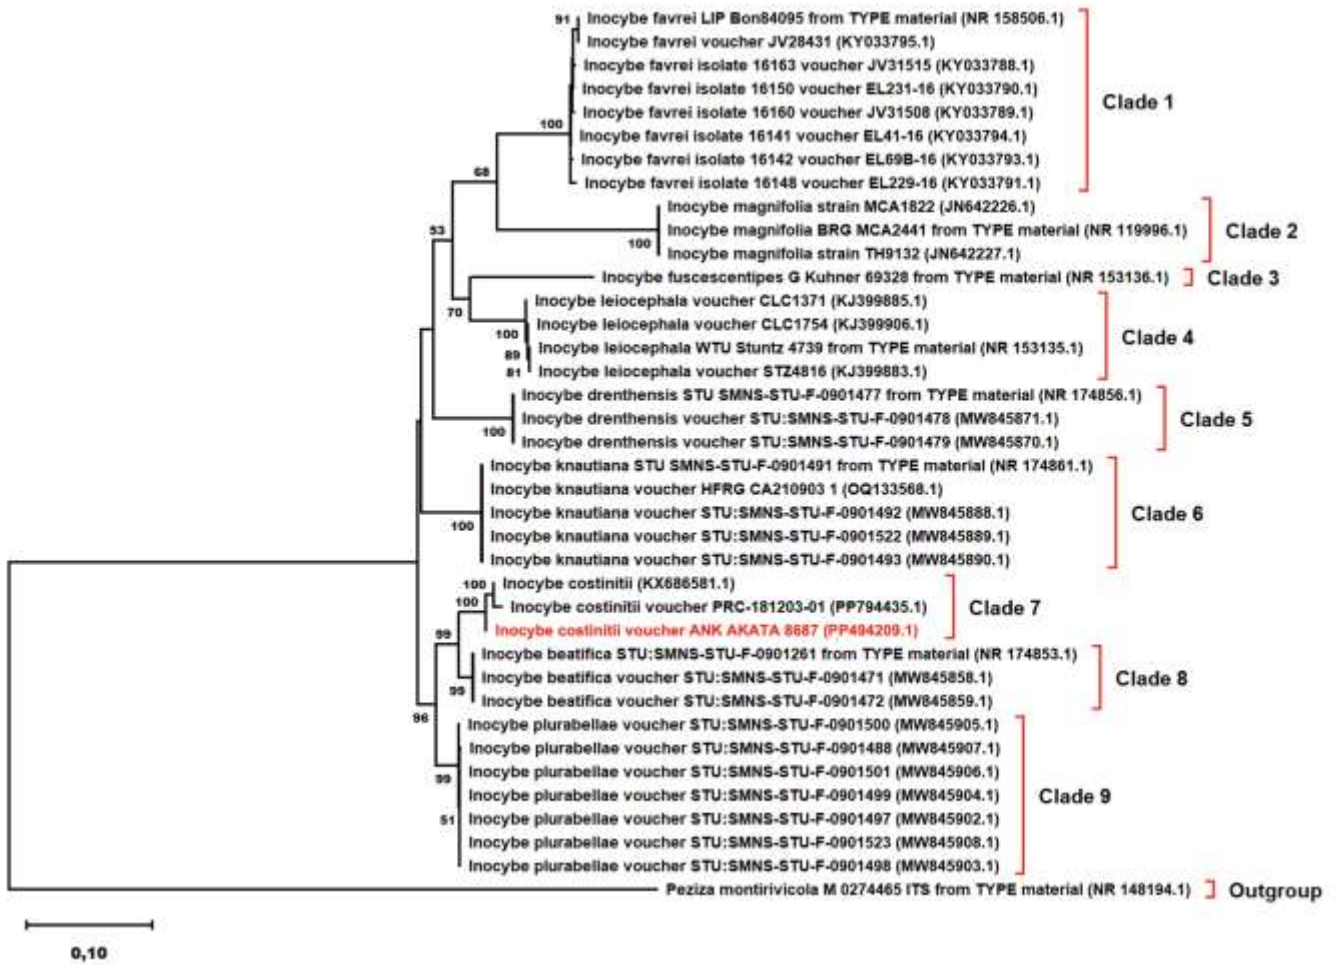 91
Inocybe favrei LIP Bon84095 from TYPE material (NR 158506.1)
Inocybe favrei voucher JV28431 (KY033795.1)
Inocybe favrei isolate 16163 voucher JV31515 (KY033788.1)
Inocybe favrei isolate 16150 voucher EL231-16 (KY033790.1)
Clade 1
Inocybe favrei isolate 16160 voucher JV31508 (KY033789.1)
100
Inocybe favrei isolate 16141 voucher EL41-16 (KY033794.1)
Inocybe favrei isolate 16142 voucher EL69B-16 (KY033793.1)
68
Inocybe favrei isolate 16148 voucher EL229-16 (KY033791.1)
Inocybe magnifolia strain MCA1822 (JN642226.1)
53
Inocybe magnifolia BRG MCA2441 from TYPE material (NR 119996.1)
Clade 2
100
Inocybe magnifolia strain TH9132 (JN642227.1)
Inocybe fuscescentipes G Kuhner 69328 from TYPE material (NR 153136.1)
Clade 3
70
Inocybe leiocephala voucher CLC1371 (KJ399885.1)
Inocybe leiocephala voucher CLC1754 (KJ399906.1)
100
Clade 4
Inocybe leiocephala WTU Stuntz 4739 from TYPE material (NR 153135.1)
89
Inocybe leiocephala voucher STZ4816 (KJ399883.1)
81
Inocybe drenthensis STU SMNS-STU-F-0901477 from TYPE material (NR 174856.1)
Inocybe drenthensis voucher STU:SMNS-STU-F-0901478 (MW845871.1)
Clade 5
100
Inocybe drenthensis voucher STU:SMNS-STU-F-0901479 (MW845870.1)
Inocybe knautiana STU SMNS-STU-F-0901491 from TYPE material (NR 174861.1)
Inocybe knautiana voucher HFRG CA210903 1 (OQ133568.1)
Inocybe knautiana voucher STU:SMNS-STU-F-0901492 (MW845888.1)
Clade 6
100
Inocybe knautiana voucher STU:SMNS-STU-F-0901522 (MW845889.1)
Inocybe knautiana voucher STU:SMNS-STU-F-0901493 (MW845890.1)
100
Inocybe costinitii (KX686581.1)
100
Inocybe costinitii voucher PRC-181203-01 (PP794435.1)
Clade 7
Inocybe costinitii voucher ANK AKATA 8687 (PP494209.1)
99
Inocybe beatifica STU:SMNS-STU-F-0901261 from TYPE material (NR 174853.1)
Inocybe beatifica voucher STU:SMNS-STU-F-0901471 (MW845858.1)
Clade 8
99
Inocybe beatifica voucher STU:SMNS-STU-F-0901472 (MW845859.1)
96
Inocybe plurabellae voucher STU:SMNS-STU-F-0901500 (MW845905.1)
Inocybe plurabellae voucher STU:SMNS-STU-F-0901488 (MW845907.1)
99
Inocybe plurabellae voucher STU:SMNS-STU-F-0901501 (MW845906.1)
Inocybe plurabellae voucher STU:SMNS-STU-F-0901499 (MW845904.1)
Clade 9
51
Inocybe plurabellae voucher STU:SMNS-STU-F-0901497 (MW845902.1)
Inocybe plurabellae voucher STU:SMNS-STU-F-0901523 (MW845908.1)
Inocybe plurabellae voucher STU:SMNS-STU-F-0901498 (MW845903.1)
Peziza montirivicola M 0274465 ITS from TYPE material (NR 148194.1)
Outgroup
0,10